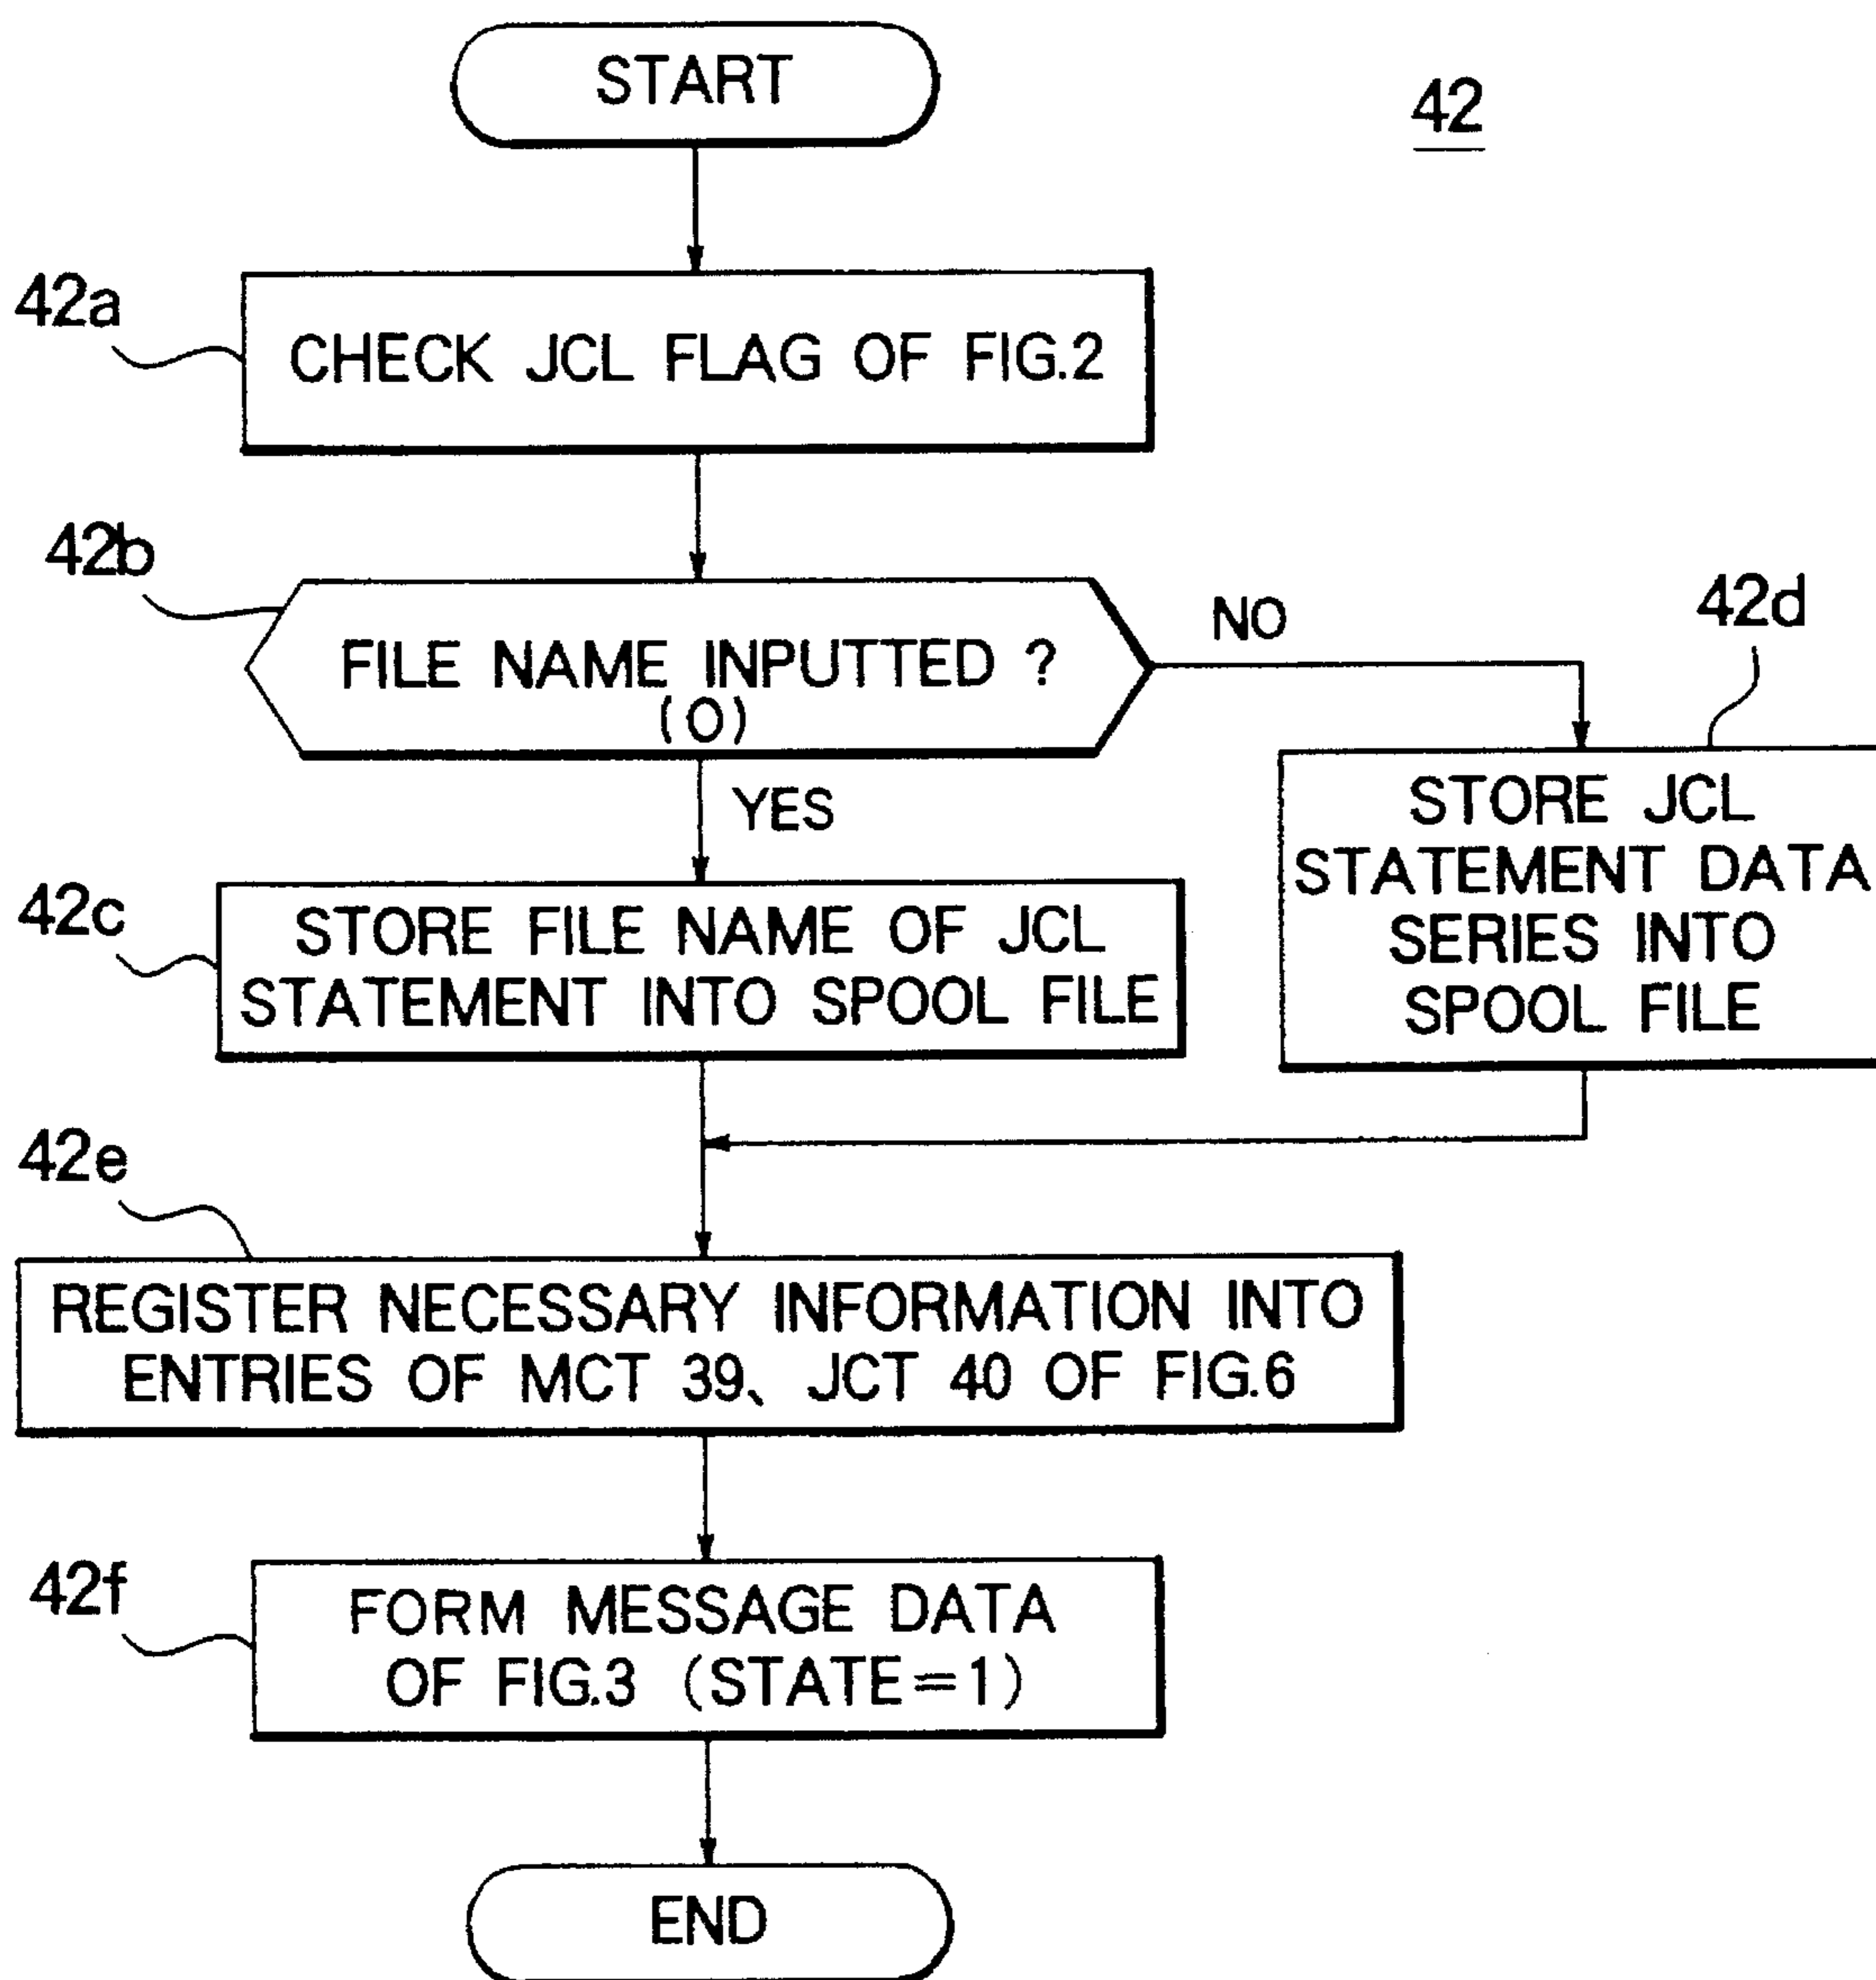 START
42
42a
CHECK JCL FLAG OF FIG.2
42b
FILE NAME INPUTTED ?
(0)
NO
YES
42d
STORE JCL
STATEMENT DATA
SERIES INTO
SPOOL FILE
42c
STORE FILE NAME OF JCL
STATEMENT INTO SPOOL FILE
42e
REGISTER NECESSARY INFORMATION INTO
ENTRIES OF MCT 39、 JCT 40 OF FIG.6
42f
FORM MESSAGE DATA
OF FIG.3 (STATE=1)
END